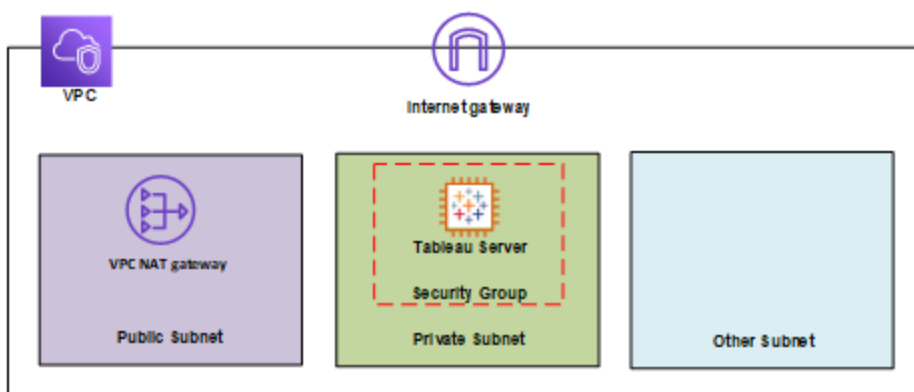 VPC
Internet gateway
VPC NAT gateway
Public Subnet
Tableau Server
Security Group
Private Subnet
Other Subnet